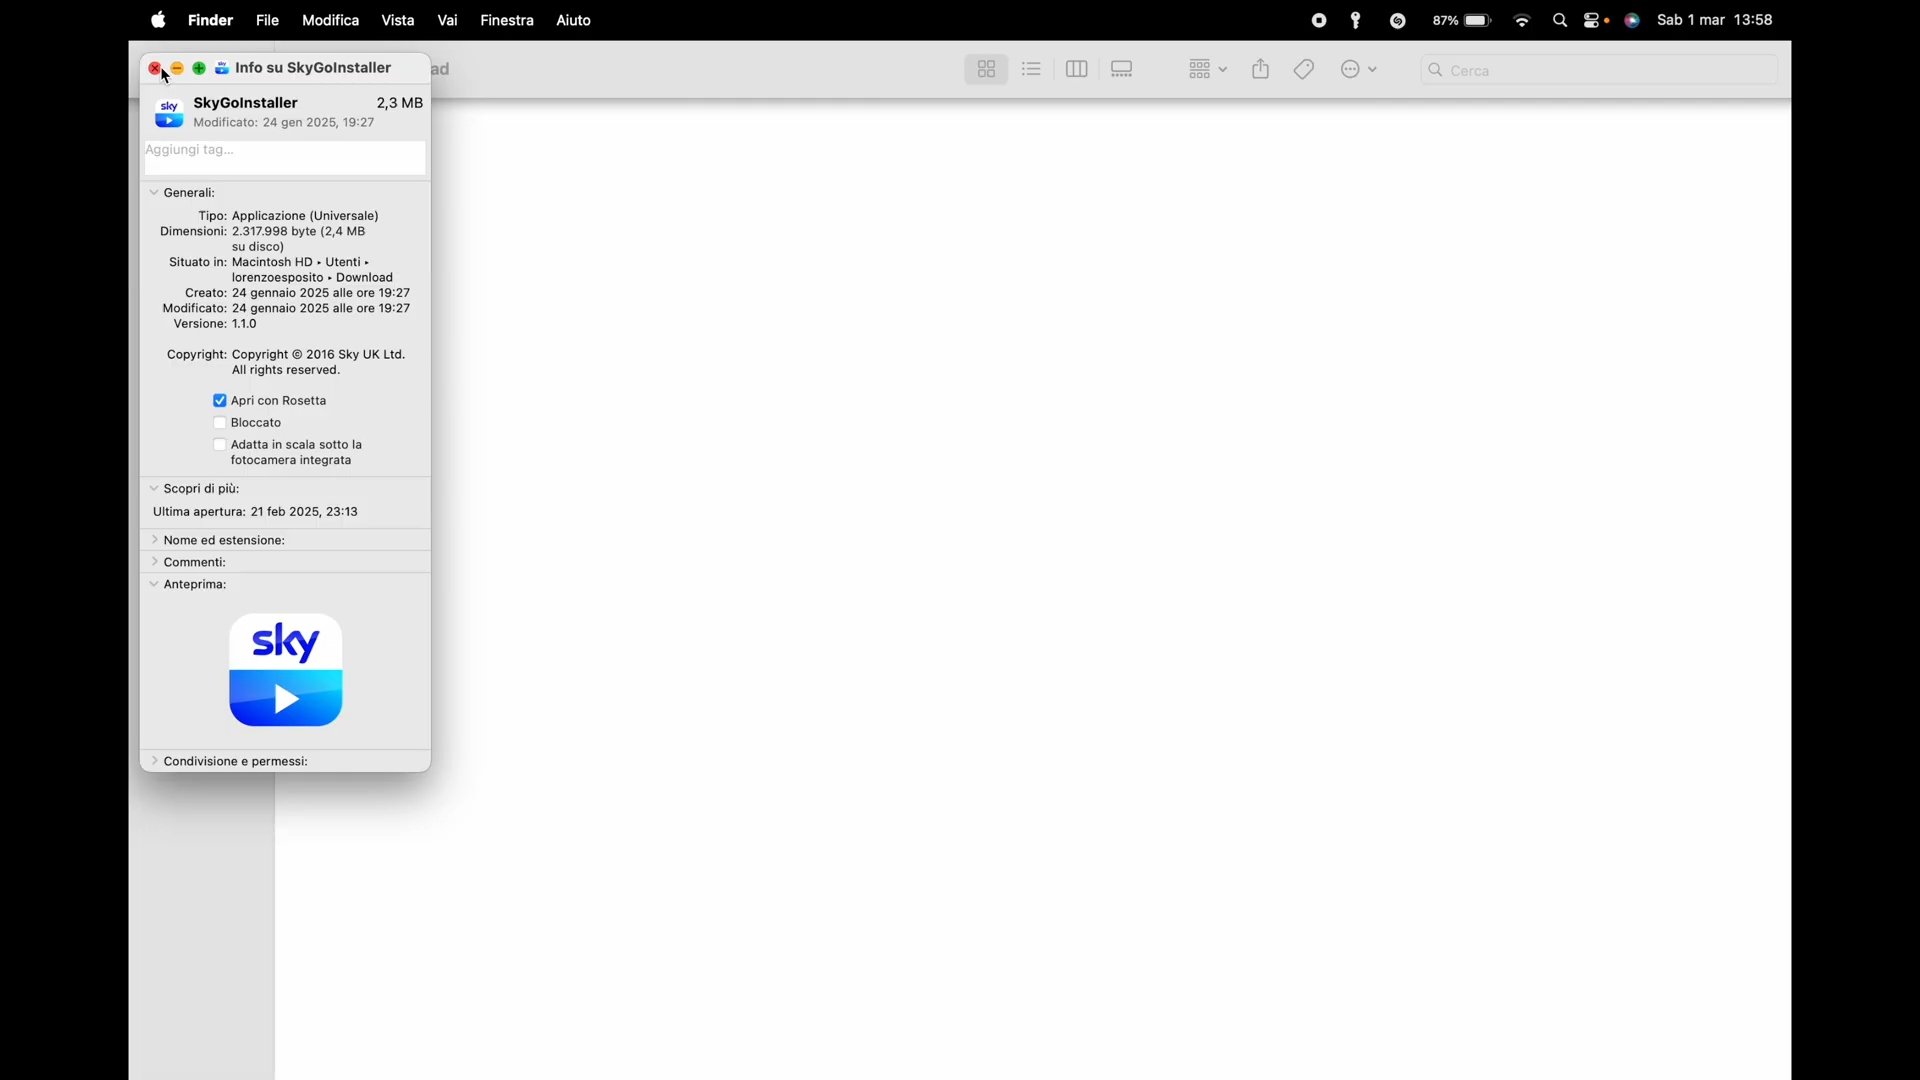 Finder File Modifica Vista Vai Finestra Aiuto 87% Sab 1 mar 13:58
Info su SkyGoInstaller
ad
Cerca
sky
SkyGoInstaller 2,3 MB
Modificato: 24 gen 2025, 19:27
Aggiungi tag...
Generali:
Tipo: Applicazione (Universale)
Dimensioni: 2.317.998 byte (2,4 MB
su disco)
Situato in: Macintosh HD ▸ Utenti ▸
lorenzoesposito ▸ Download
Creato: 24 gennaio 2025 alle ore 19:27
Modificato: 24 gennaio 2025 alle ore 19:27
Versione: 1.1.0
Copyright: Copyright © 2016 Sky UK Ltd.
All rights reserved.
Apri con Rosetta
Bloccato
Adatta in scala sotto la
fotocamera integrata
Scopri di più:
Ultima apertura: 21 feb 2025, 23:13
Nome ed estensione:
Commenti:
Anteprima:
sky
Condivisione e permessi: